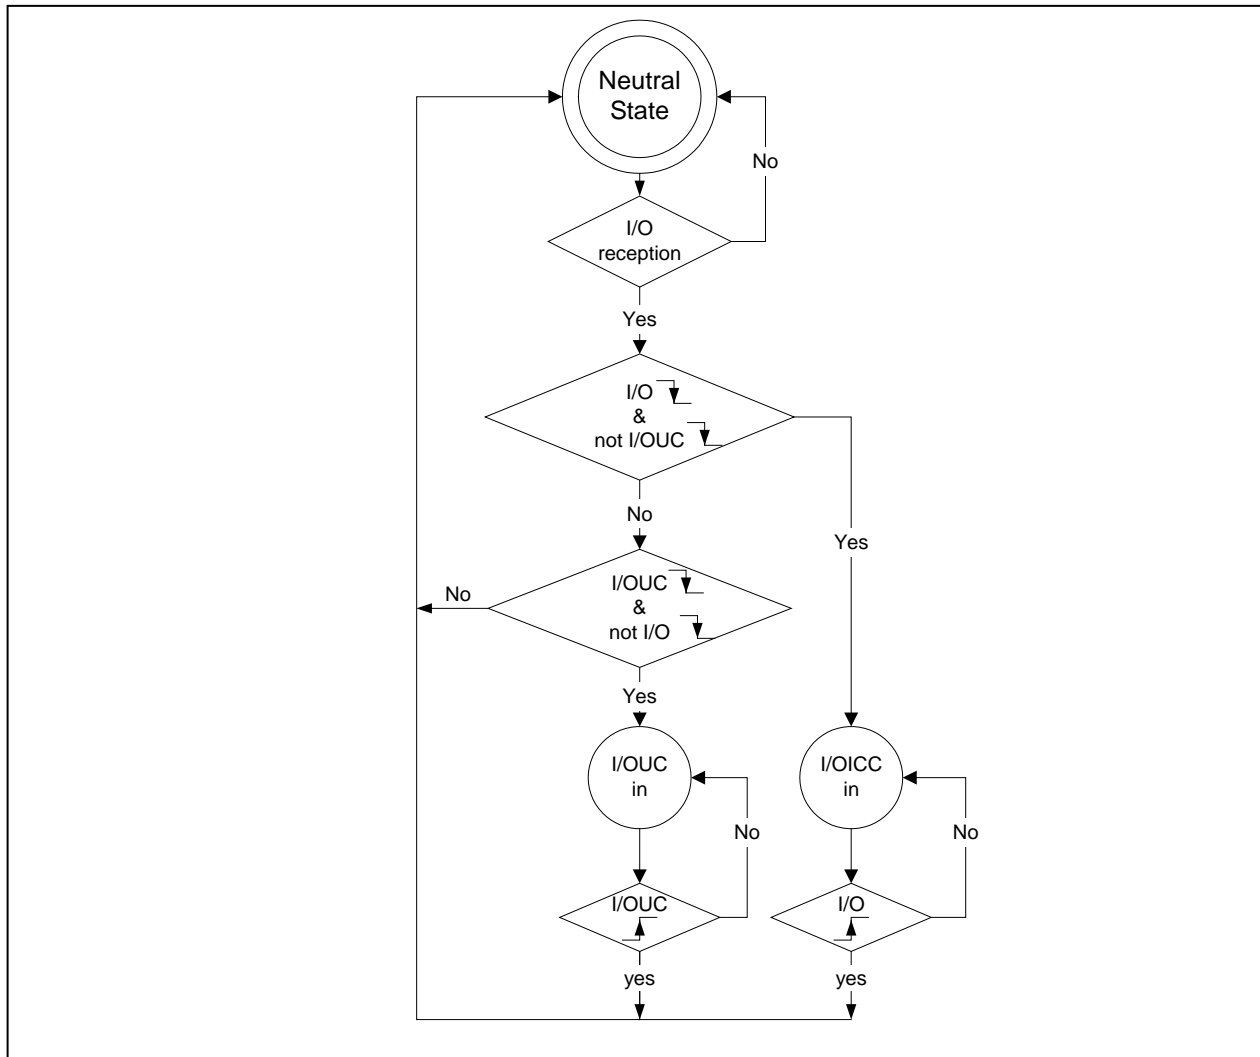 Neutral
State
No
I/O
reception
Yes
I/O
&
not I/OUC
No
Yes
I/OUC
&
not I/O
No
Yes
I/OUC
in
I/OICC
in
No
No
I/OUC
I/O
yes
yes